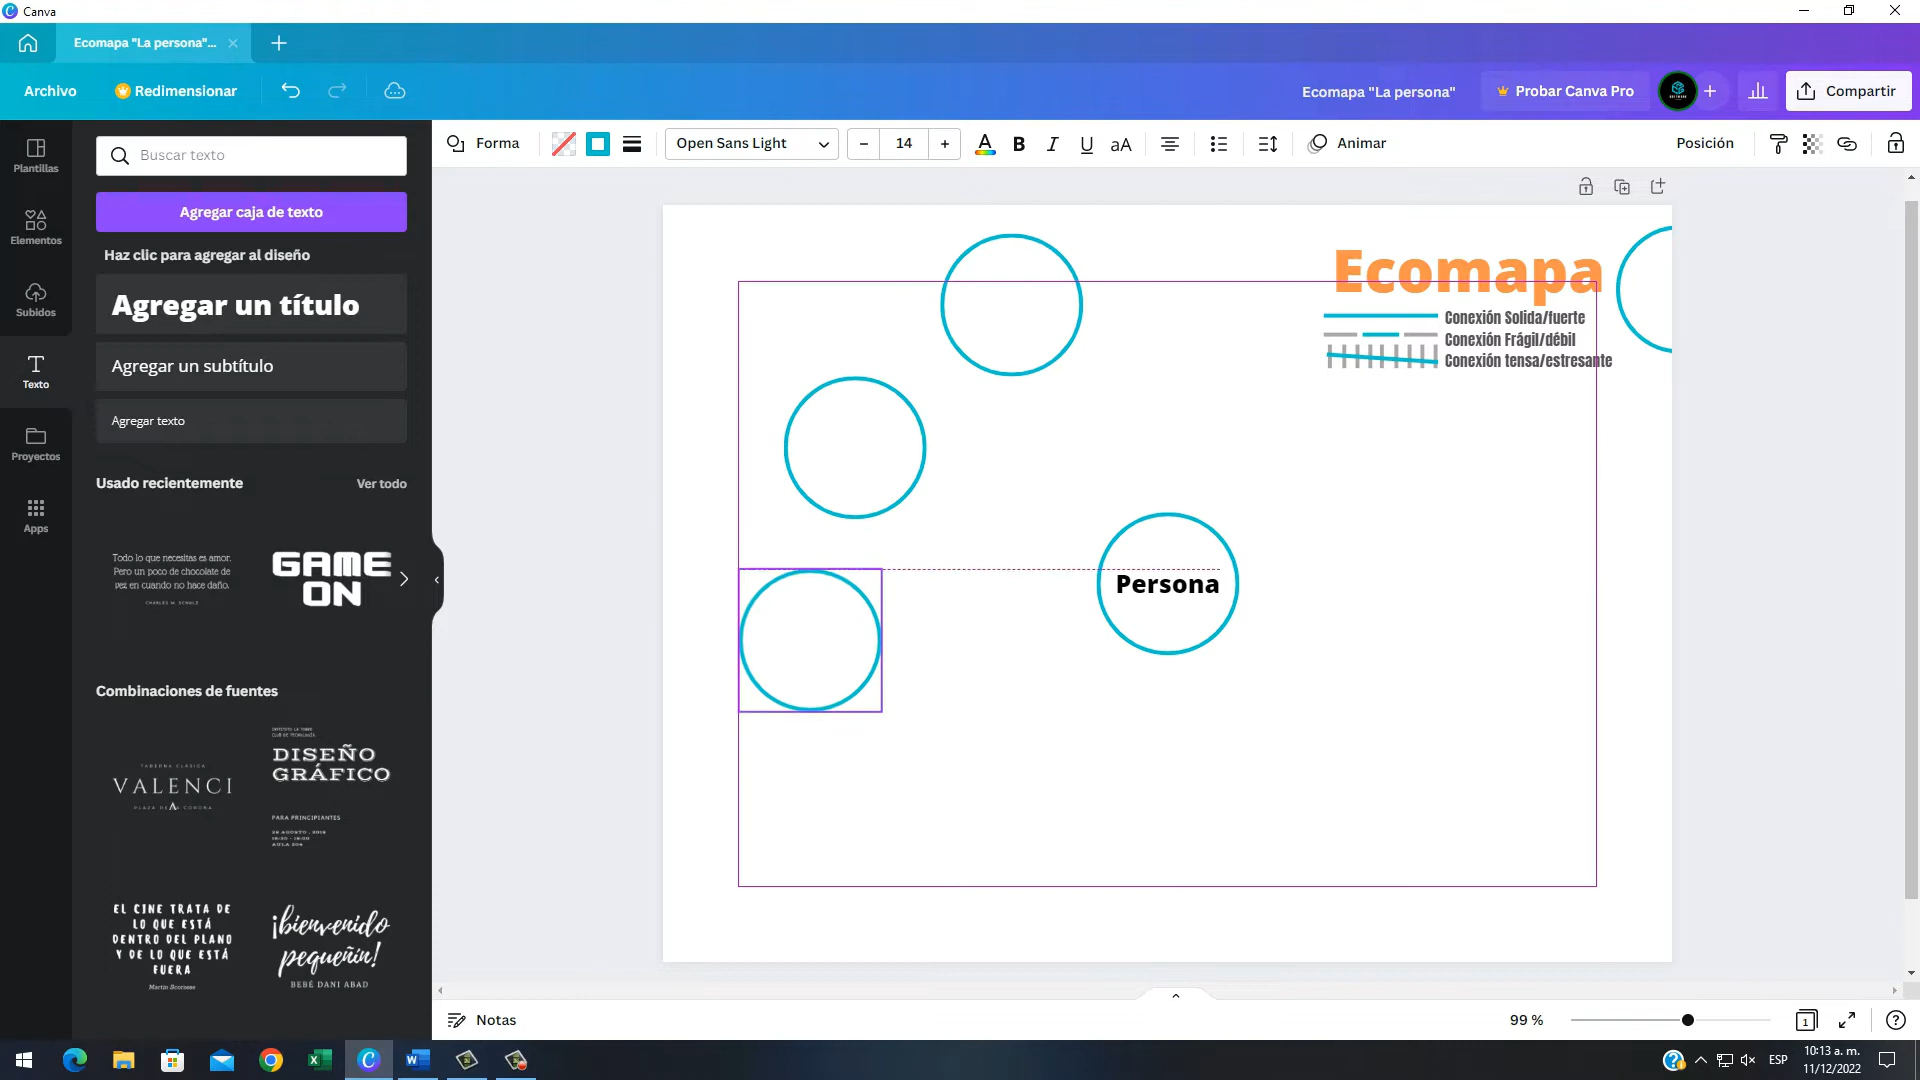 Canva
Ecomapa "La persona"...
Archivo
Redimensionar
Ecomapa "La persona"
Probar Canva Pro
Compartir
Plantillas
Elementos
Subidos
Texto
Proyectos
Apps
Buscar texto
Agregar caja de texto
Haz clic para agregar al diseño
Agregar un título
Agregar un subtítulo
Agregar texto
Usado recientemente
Ver todo
Todo lo que necesitas es amor.
Pero un poco de chocolate de
vez en cuando no hace daño.
CHARLES M. SCHULZ
GAME
ON
Combinaciones de fuentes
TABERNA CLASICA
VALENCI
DISEÑO
GRÁFICO
PARA PRINCIPIANTES
EL CINE TRATA DE
LO QUE ESTÁ
DENTRO DEL PLANO
Y DE LO QUE ESTÁ
FUERA
Martin Scorsese
¡bienvenido
pequeñín!
BEBÉ DANI ABAD
Forma
Open Sans Light
14
A
B
I
U
aA
Animar
Posición
Ecomapa
Conexión Solida/fuerte
Conexión Frágil/débil
Conexión tensa/estresante
Persona
Notas
99 %
1
ESP
10:13 a. m.
11/12/2022